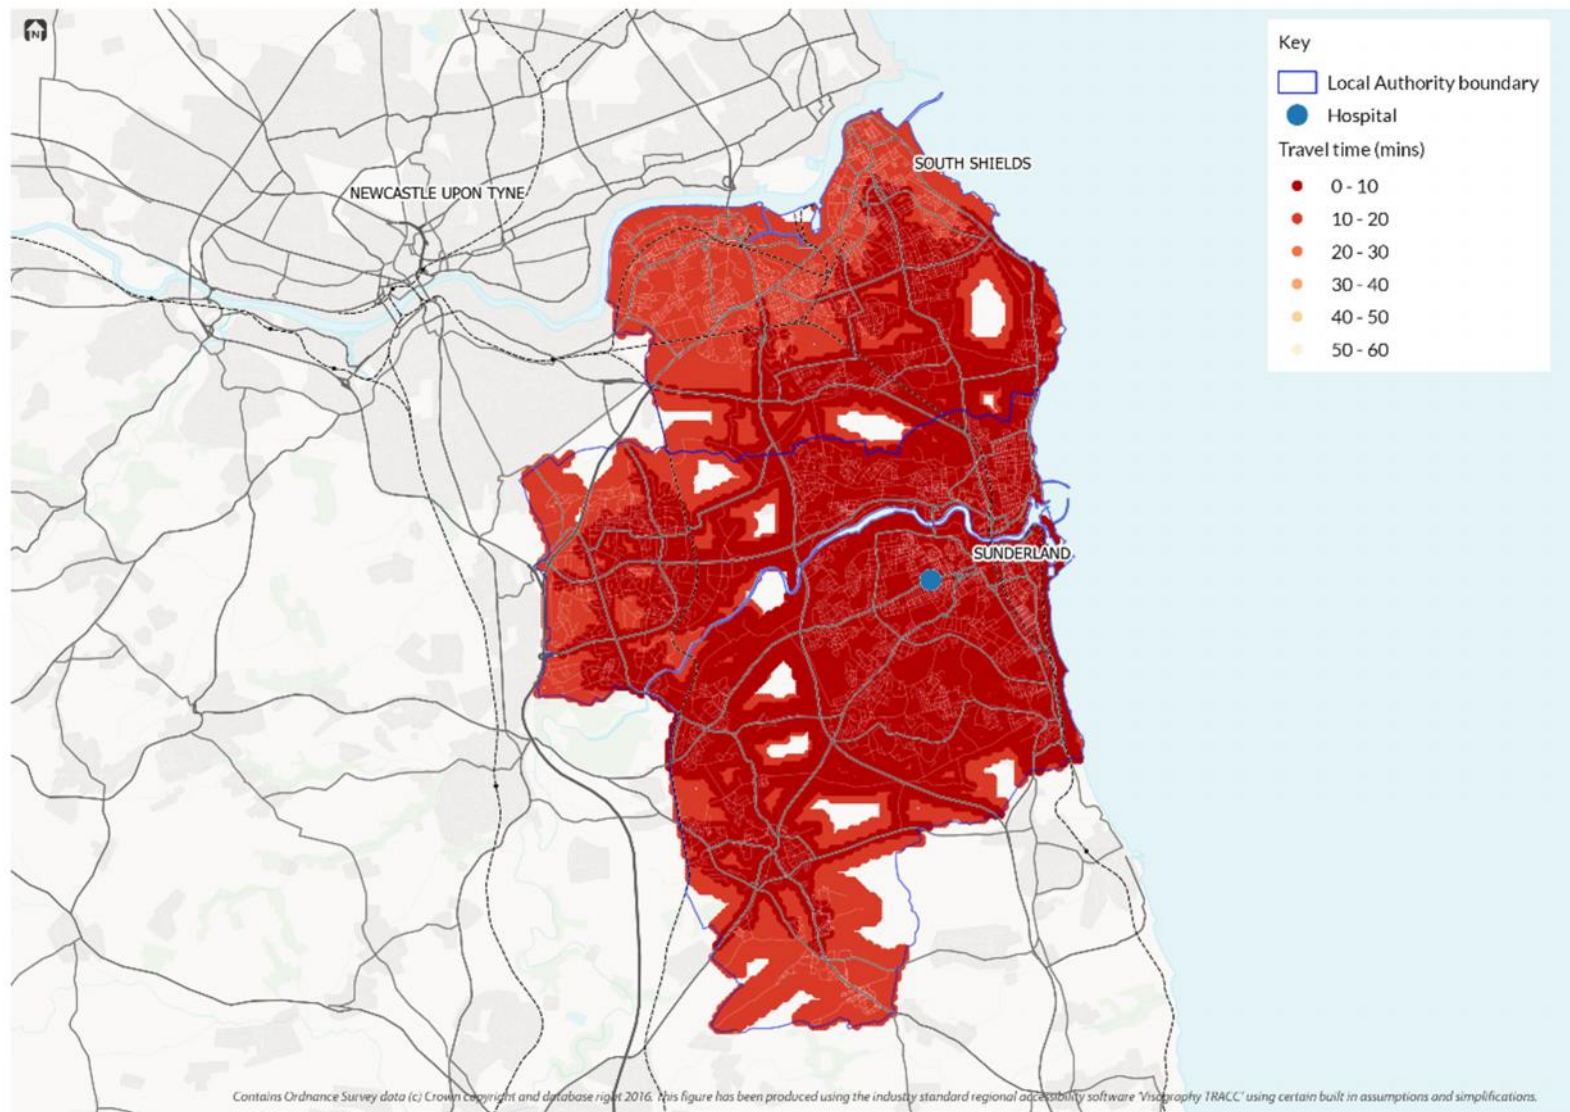 N
Key
Local Authority boundary
Hospital
Travel time (mins)
0 - 10
10 - 20
20 - 30
30 - 40
40 - 50
50 - 60
SOUTH SHIELDS
NEWCASTLE UPON TYNE
SUNDERLAND
Contains Ordnance Survey data (c) Crown copyright and database right 2016. This figure has been produced using the industry standard regional accessibility software 'Visography TRACC' using certain built in assumptions and simplifications.